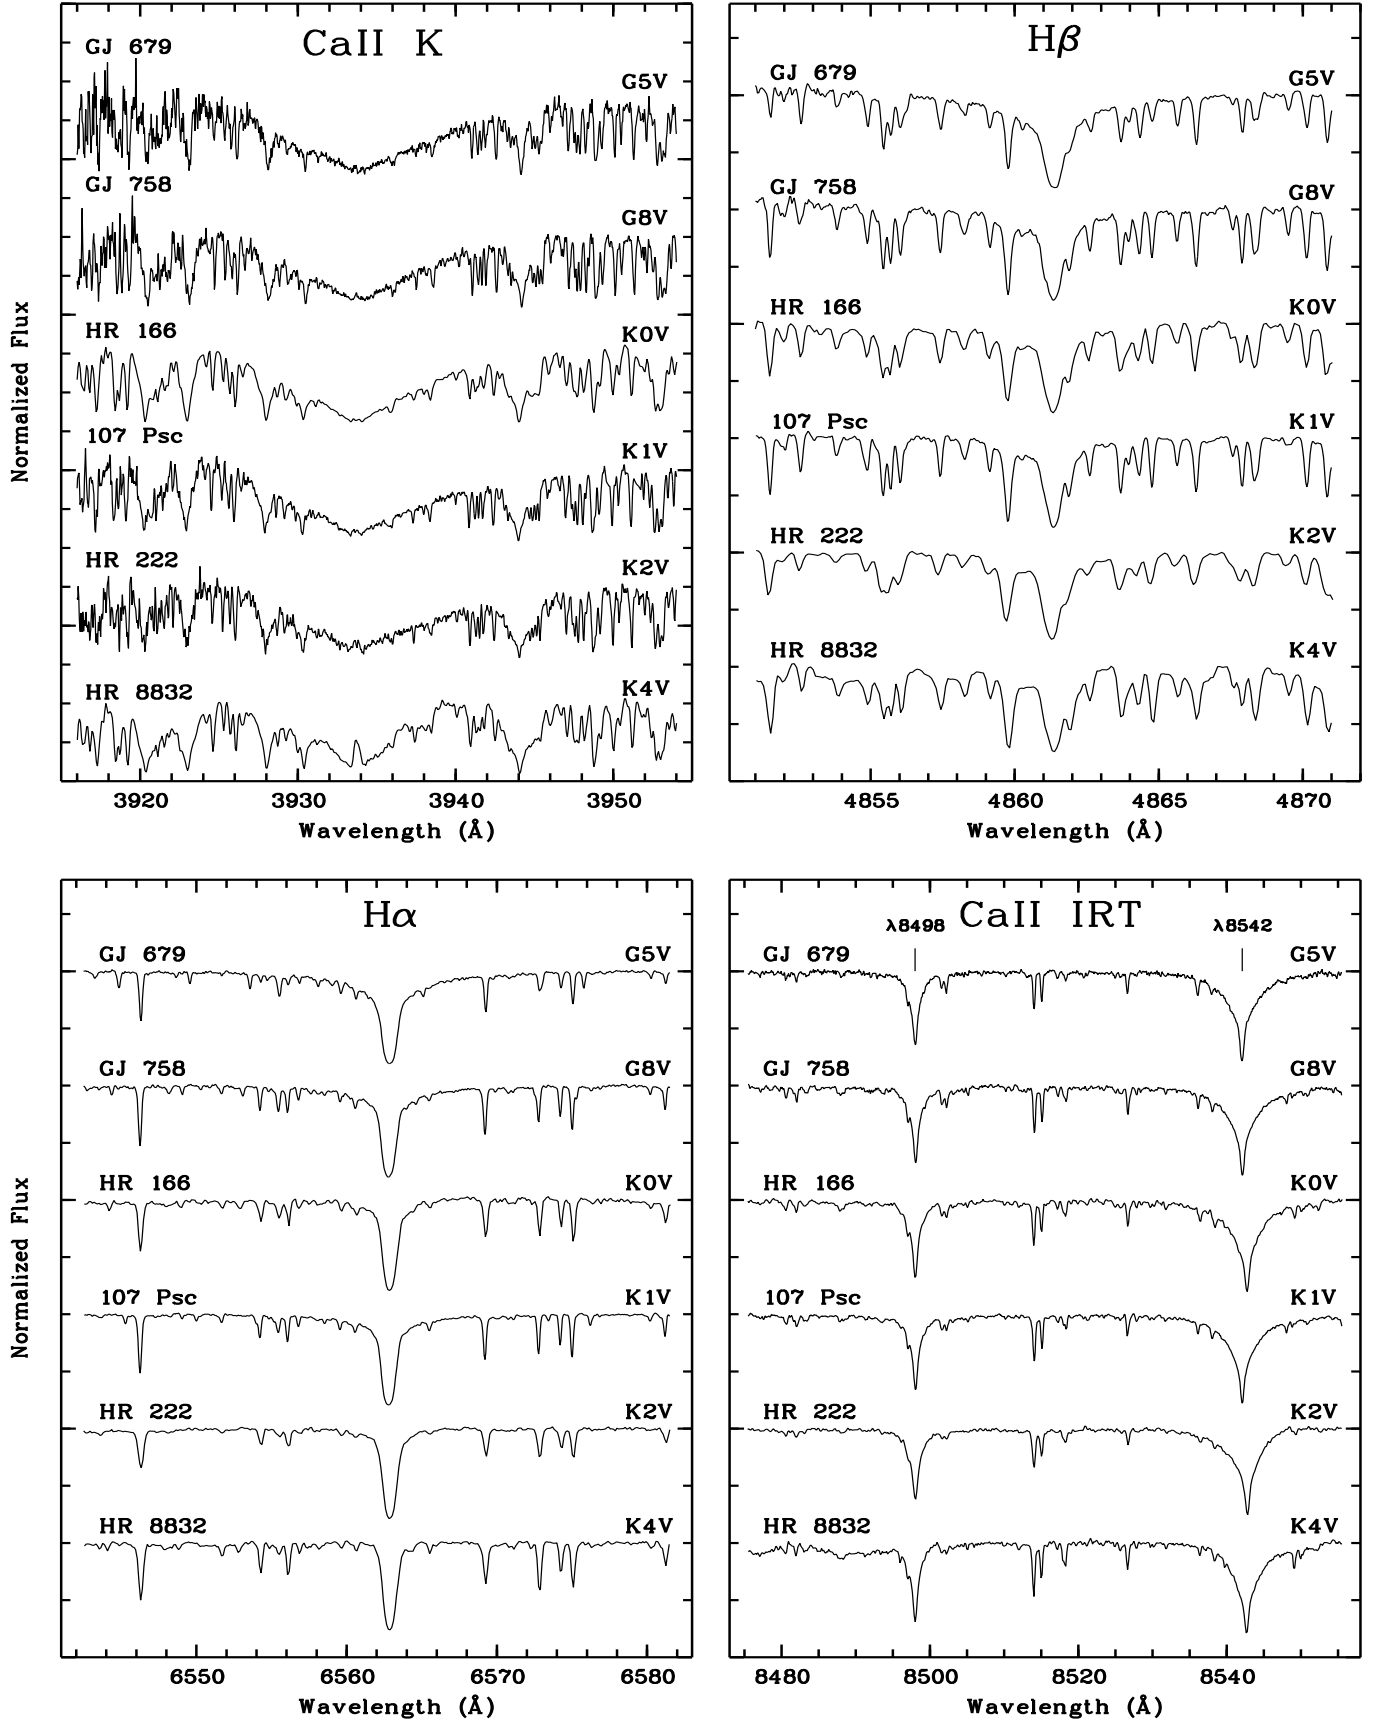 CaII K
GJ 679
G5V
GJ 758
G8V
HR 166
K0V
107 Psc
K1V
HR 222
K2V
HR 8832
K4V
3920 3930 3940 3950
Wavelength (Å)
Normalized Flux
Hβ
GJ 679
G5V
GJ 758
G8V
HR 166
K0V
107 Psc
K1V
HR 222
K2V
HR 8832
K4V
4855 4860 4865 4870
Wavelength (Å)
Hα
GJ 679
G5V
GJ 758
G8V
HR 166
K0V
107 Psc
K1V
HR 222
K2V
HR 8832
K4V
6550 6560 6570 6580
Wavelength (Å)
Normalized Flux
CaII IRT
λ8498
λ8542
GJ 679
G5V
GJ 758
G8V
HR 166
K0V
107 Psc
K1V
HR 222
K2V
HR 8832
K4V
8480 8500 8520 8540
Wavelength (Å)